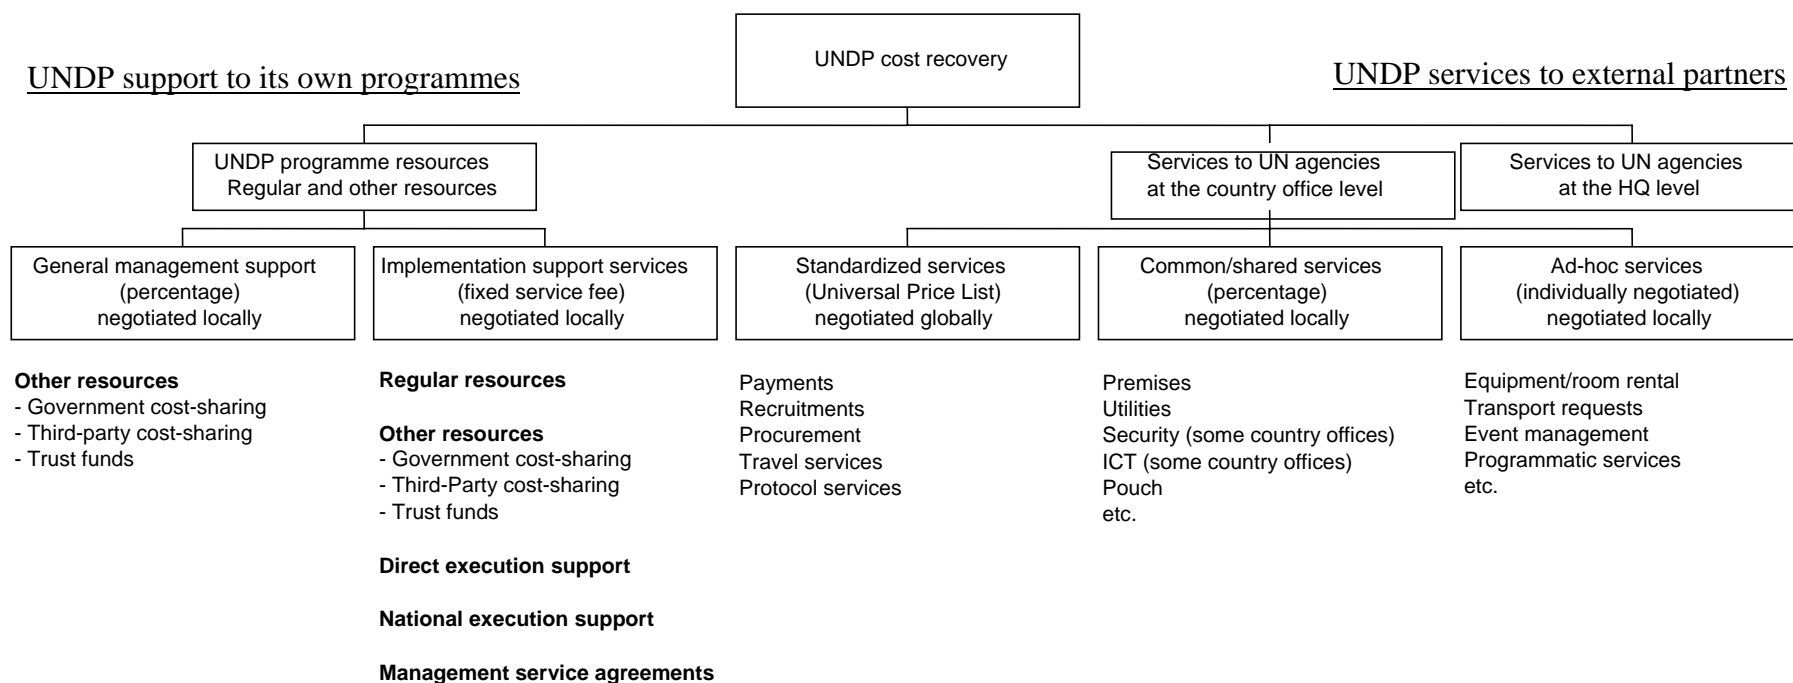 UNDP cost recovery
UNDP support to its own programmes
UNDP services to external partners
UNDP programme resources
Regular and other resources
Services to UN agencies
at the country office level
Services to UN agencies
at the HQ level
General management support
(percentage)
negotiated locally
Implementation support services
(fixed service fee)
negotiated locally
Standardized services
(Universal Price List)
negotiated globally
Common/shared services
(percentage)
negotiated locally
Ad-hoc services
(individually negotiated)
negotiated locally
Other resources
- Government cost-sharing
- Third-party cost-sharing
- Trust funds
Regular resources
Other resources
- Government cost-sharing
- Third-Party cost-sharing
- Trust funds
Direct execution support
National execution support
Management service agreements
Payments
Recruitments
Procurement
Travel services
Protocol services
Premises
Utilities
Security (some country offices)
ICT (some country offices)
Pouch
etc.
Equipment/room rental
Transport requests
Event management
Programmatic services
etc.